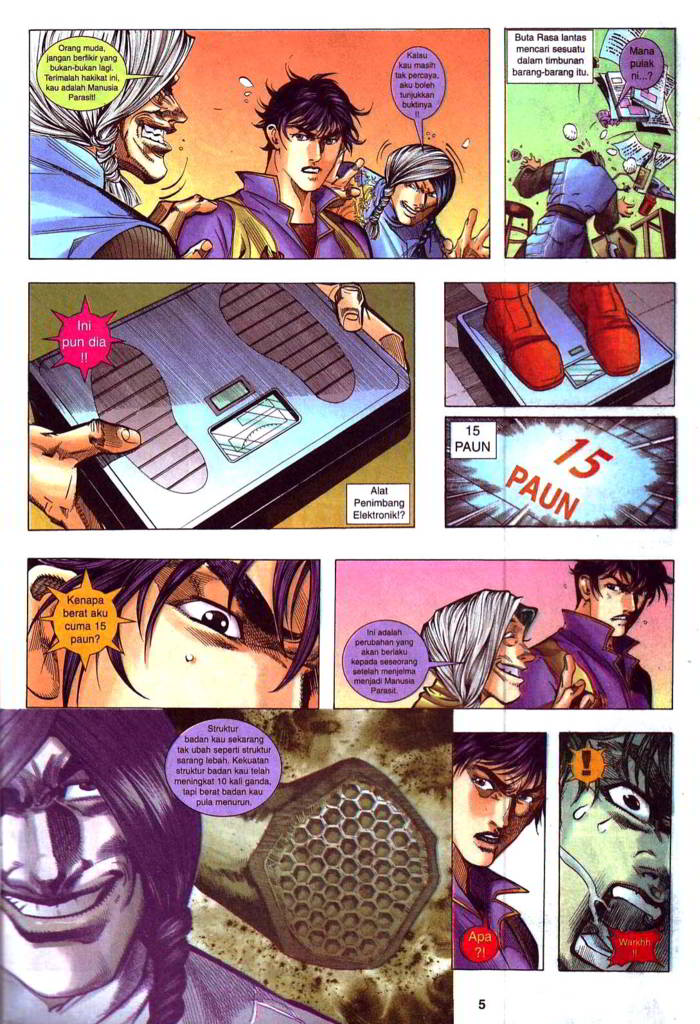 Orang muda,
jangan berfikir yang
bukan-bukan lagi.
Terimalah hakikat ini,
kau adalah Manusia
Parasit!
Kalau
kau masih
tak percaya,
aku boleh
tunjukkan
buktinya
!!
Buta Rasa lantas
mencari sesuatu
dalam timbunan
barang-barang itu.
Mana
pulak
ni...?
Ini
pun dia
!!
Alat
Penimbang
Elektronik!?
15
PAUN
15
PAUN
Kenapa
berat aku
cuma 15
paun?
Ini adalah
perubahan yang
akan berlaku
kepada seseorang
setelah menjelma
menjadi Manusia
Parasit.
Struktur
badan kau sekarang
tak ubah seperti struktur
sarang lebah. Kekuatan
struktur badan kau telah
meningkat 10 kali ganda,
tapi berat badan kau
pula menurun.
Apa
?!
!
Warkhh
!!
5